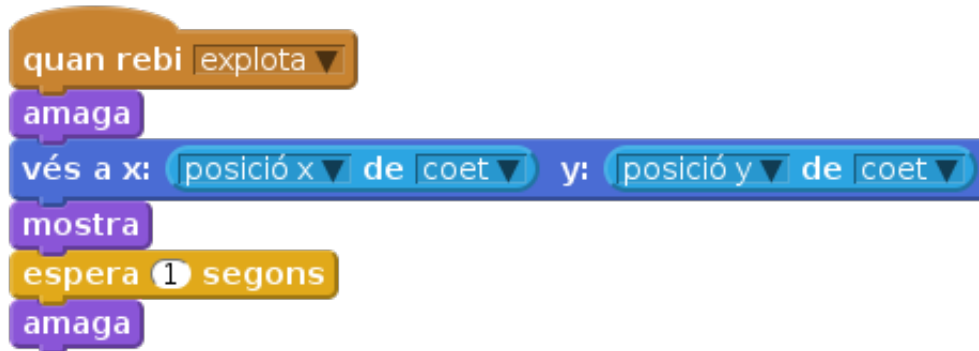 quan rebi explota
amaga
vés a x: posició x de coet y: posició y de coet
mostra
espera 1 segons
amaga